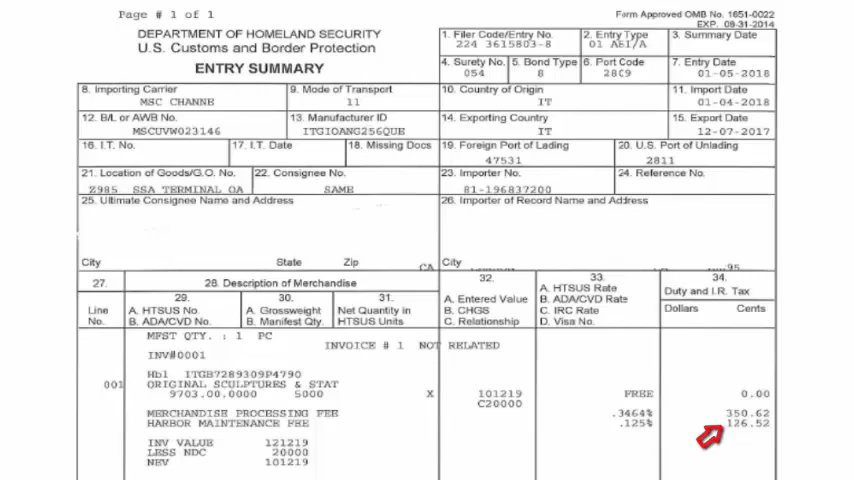 Page # 1 of 1
Form Approved OMB No. 1651-0022
EXP. 08-31-2014
DEPARTMENT OF HOMELAND SECURITY
U.S. Customs and Border Protection
ENTRY SUMMARY
1. Filer Code/Entry No.
224 3615803-8
2. Entry Type
01 ABI/A
3. Summary Date
4. Surety No.
054
5. Bond Type
8
6. Port Code
2809
7. Entry Date
01-05-2018
8. Importing Carrier
MSC CHANNE
9. Mode of Transport
11
10. Country of Origin
IT
11. Import Date
01-04-2018
12. B/L or AWB No.
MSCUVW023146
13. Manufacturer ID
ITGIOANG256QUE
14. Exporting Country
IT
15. Export Date
12-07-2017
16. I.T. No.
17. I.T. Date
18. Missing Docs
19. Foreign Port of Lading
47531
20. U.S. Port of Unlading
2811
21. Location of Goods/G.O. No.
Z985 SSA TERMINAL OA
22. Consignee No.
SAME
23. Importer No.
81-196837200
24. Reference No.
25. Ultimate Consignee Name and Address
26. Importer of Record Name and Address
City State Zip
CA
City
95
27.
Line No.
28. Description of Merchandise
29.
A. HTSUS No.
B. ADA/CVD No.
30.
A. Grossweight
B. Manifest Qty.
31.
Net Quantity in
HTSUS Units
32.
A. Entered Value
B. CHGS
C. Relationship
33.
A. HTSUS Rate
B. ADA/CVD Rate
C. IRC Rate
D. Visa No.
34.
Duty and I.R. Tax
Dollars Cents
MFST QTY. : 1 PC
INVOICE # 1 NOT RELATED
INV#0001
Hbl ITGB7289309P4790
001 ORIGINAL SCULPTURES & STAT
9703.00.0000 5000 X 101219 FREE 0.00
C20000
MERCHANDISE PROCESSING FEE .3464% 350.62
HARBOR MAINTENANCE FEE .125% 126.52
INV VALUE 121219
LESS NDC 20000
NEV 101219